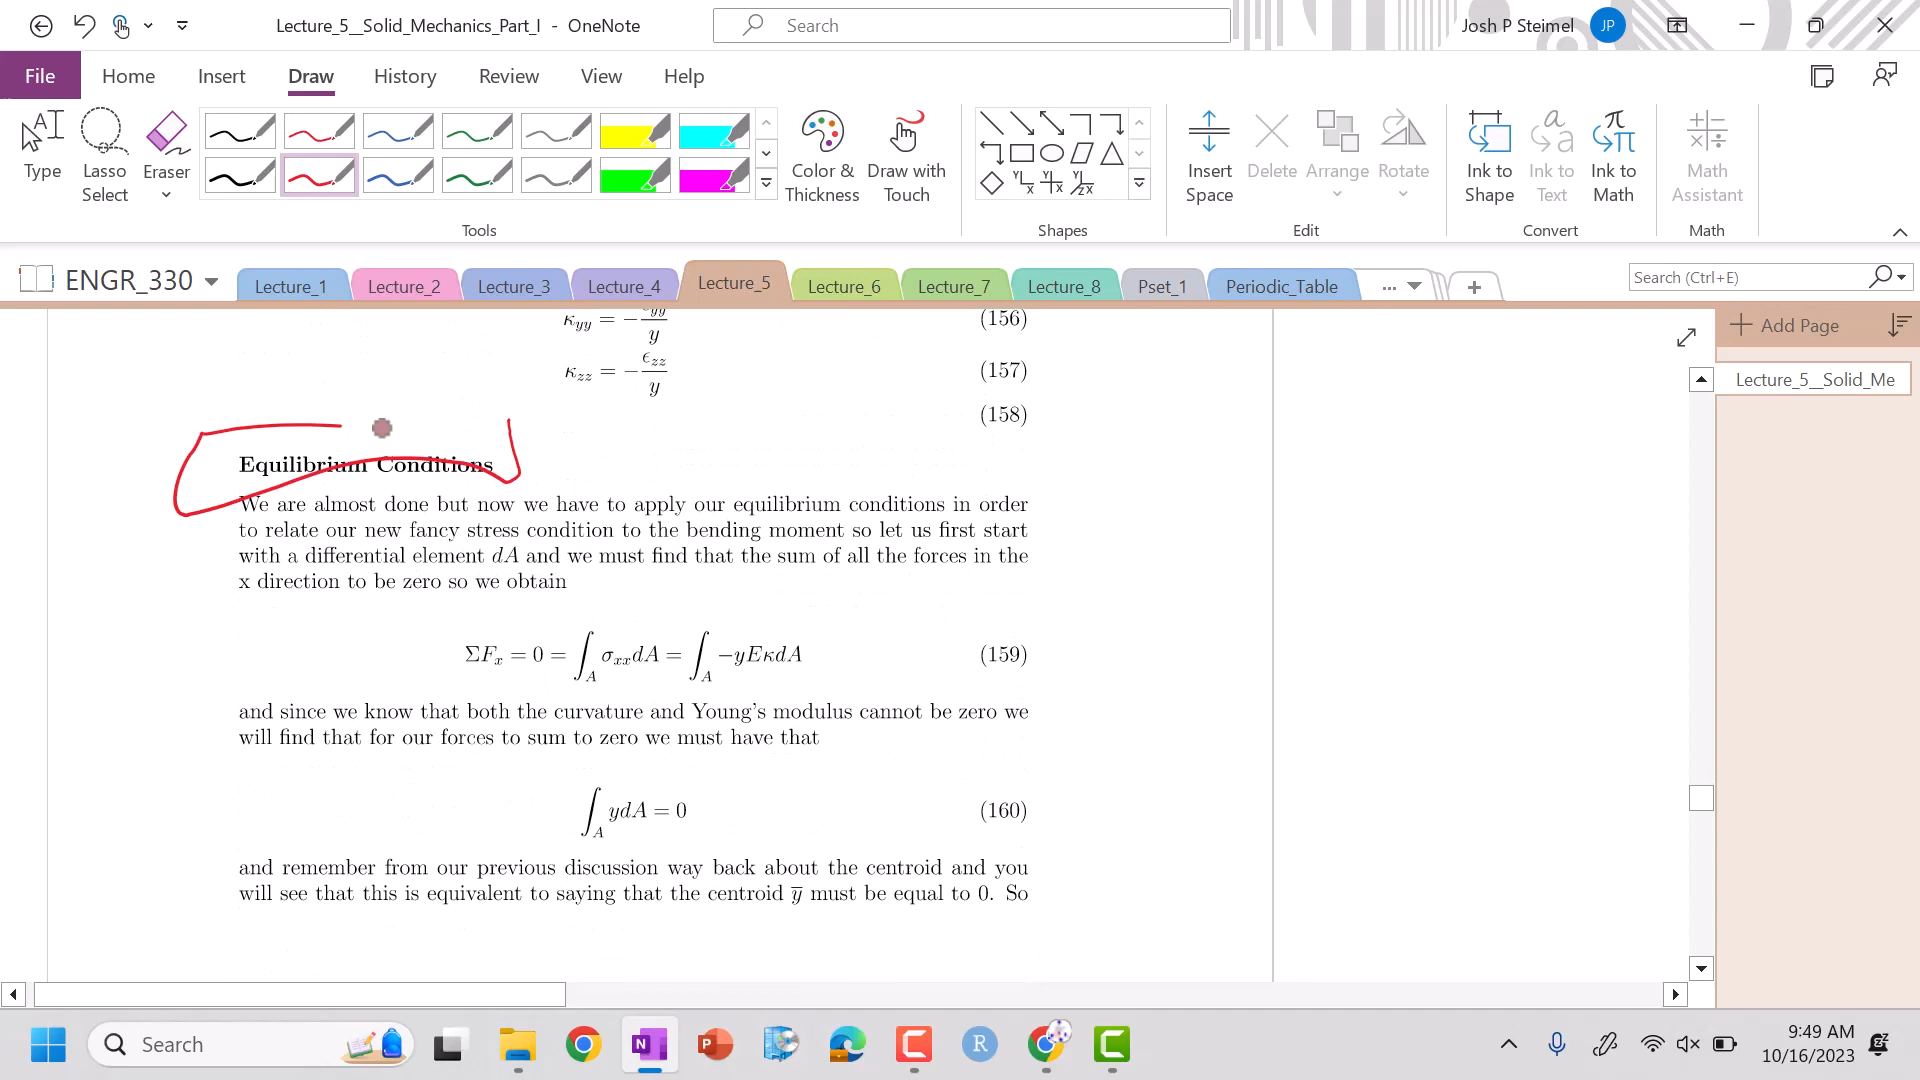 Lecture_5__Solid_Mechanics_Part_I - OneNote
Search
Josh P Steimel
JP
File Home Insert Draw History Review View Help
Type
Lasso Select
Eraser
Color & Thickness
Draw with Touch
Insert Space
Delete
Arrange
Rotate
Ink to Shape
Ink to Text
Ink to Math
Math Assistant
Tools Shapes Edit Convert Math
ENGR_330
Lecture_1 Lecture_2 Lecture_3 Lecture_4 Lecture_5 Lecture_6 Lecture_7 Lecture_8 Pset_1 Periodic_Table ...
Search (Ctrl+E)
Add Page
Lecture_5__Solid_Me
κyy = − ϵyy / y (156)
κzz = − ϵzz / y (157)
(158)
Equilibrium Conditions
We are almost done but now we have to apply our equilibrium conditions in order
to relate our new fancy stress condition to the bending moment so let us first start
with a differential element dA and we must find that the sum of all the forces in the
x direction to be zero so we obtain
ΣFx = 0 = ∫A σxx dA = ∫A −yEκdA (159)
and since we know that both the curvature and Young's modulus cannot be zero we
will find that for our forces to sum to zero we must have that
∫A ydA = 0 (160)
and remember from our previous discussion way back about the centroid and you
will see that this is equivalent to saying that the centroid y̅ must be equal to 0. So
Search
9:49 AM
10/16/2023